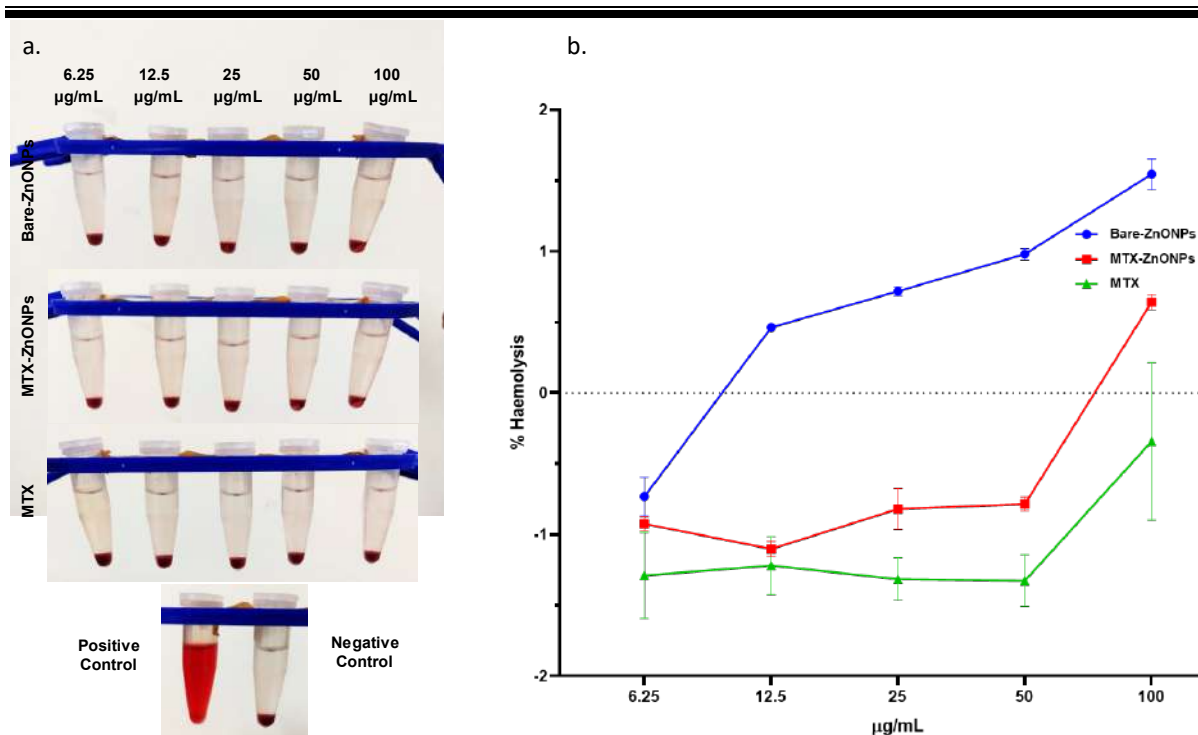 a.
6.25 12.5 25 50 100
µg/mL µg/mL µg/mL µg/mL µg/mL
Bare-ZnONPs
MTX-ZnONPs
MTX
Positive
Control
Negative
Control
b.
2
1
0
-1
-2
% Haemolysis
Bare-ZnONPs
MTX-ZnONPs
MTX
6.25 12.5 25 50 100
µg/mL